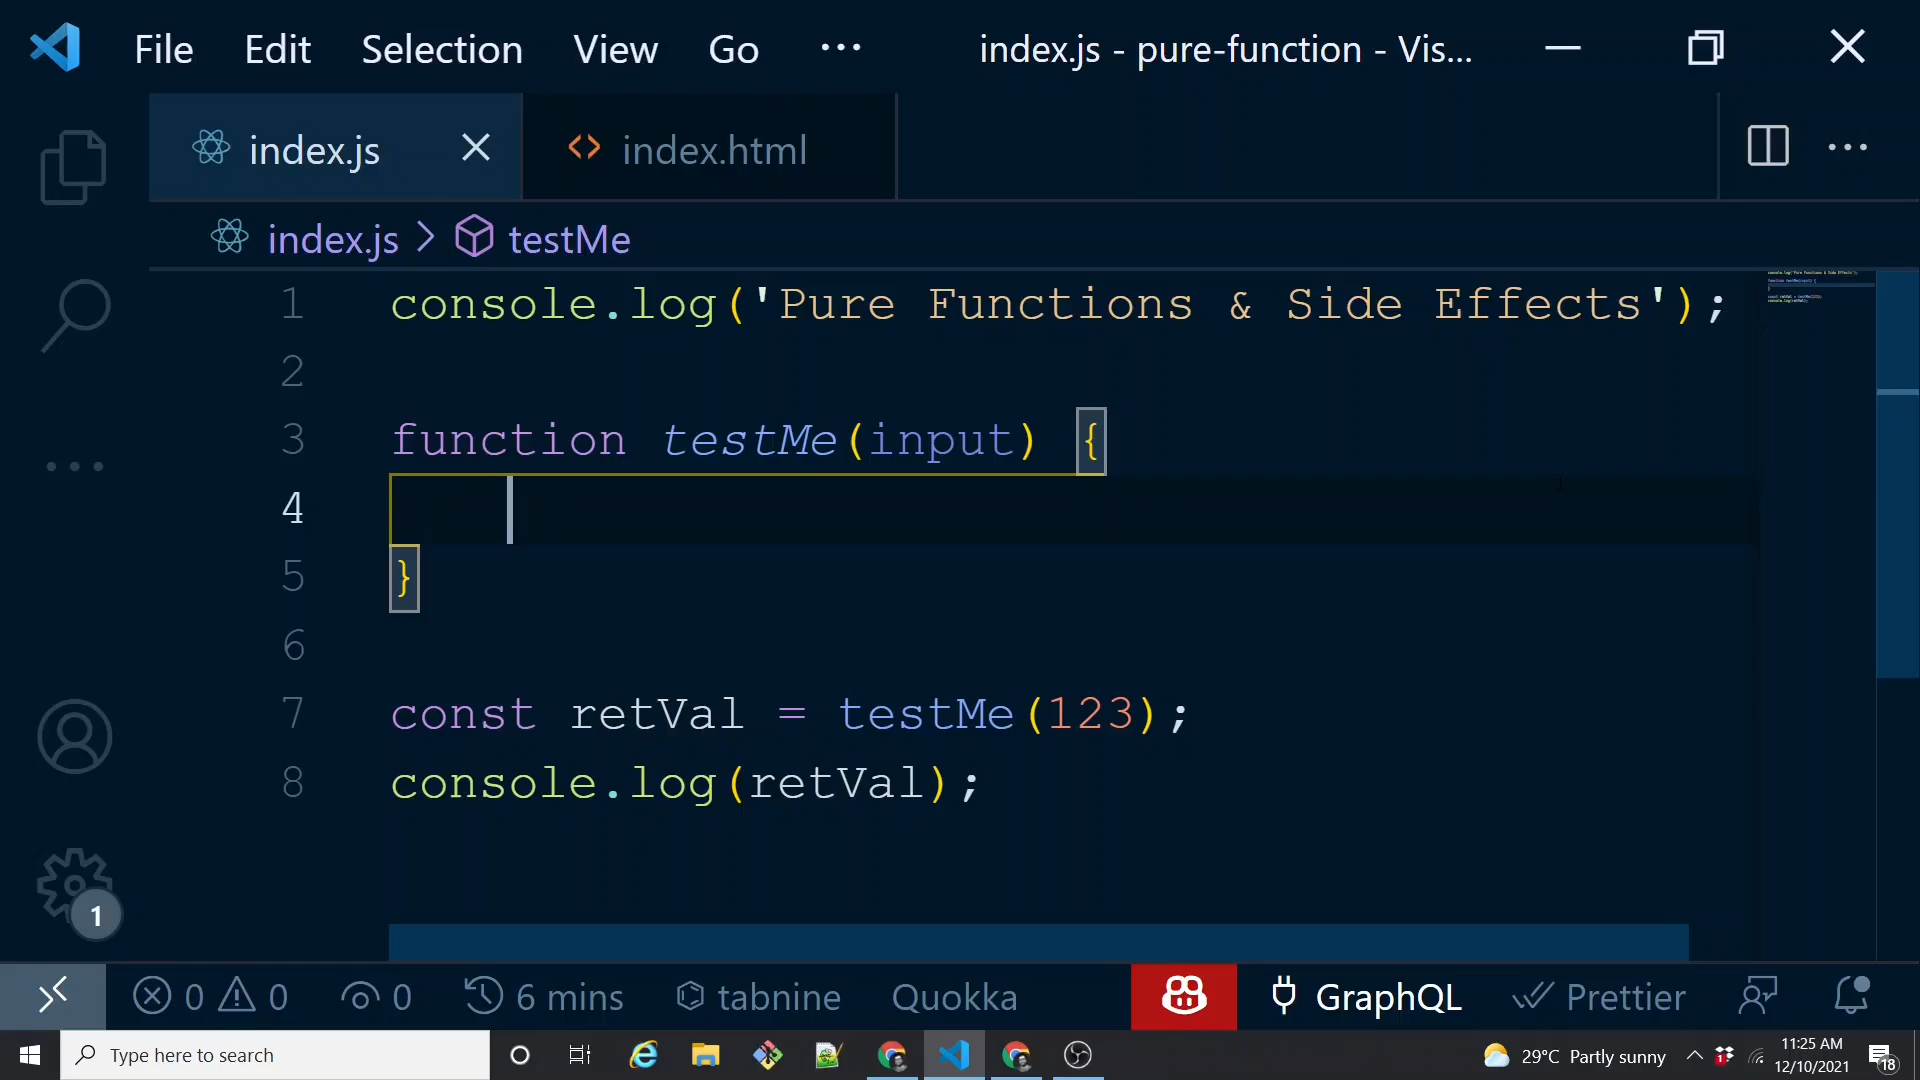 File Edit Selection View Go ··· index.js - pure-function - Vis...
index.js index.html
index.js > testMe
1 console.log('Pure Functions & Side Effects');
2
3 function testMe(input) {
4
5 }
6
7 const retVal = testMe(123);
8 console.log(retVal);
1
0 0 0 6 mins tabnine Quokka GraphQL Prettier
Type here to search 29°C Partly sunny 1 11:25 AM 18
12/10/2021